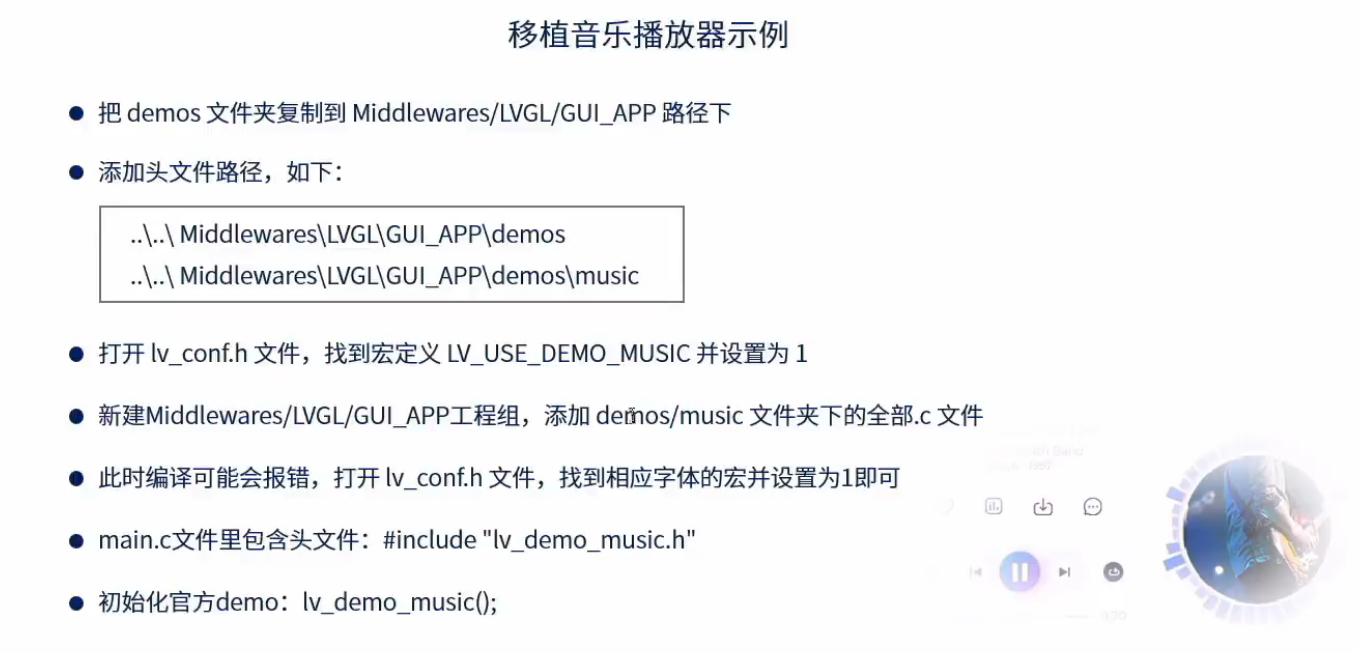 移植音乐播放器示例
把 demos 文件夹复制到 Middlewares/LVGL/GUI_APP 路径下
添加头文件路径，如下：
..\..\ Middlewares\LVGL\GUI_APP\demos
..\..\ Middlewares\LVGL\GUI_APP\demos\music
打开 lv_conf.h 文件，找到宏定义 LV_USE_DEMO_MUSIC 并设置为 1
新建Middlewares/LVGL/GUI_APP工程组，添加 demos/music 文件夹下的全部.c 文件
此时编译可能会报错，打开 lv_conf.h 文件，找到相应字体的宏并设置为1即可
main.c文件里包含头文件：#include "lv_demo_music.h"
初始化官方demo：lv_demo_music();